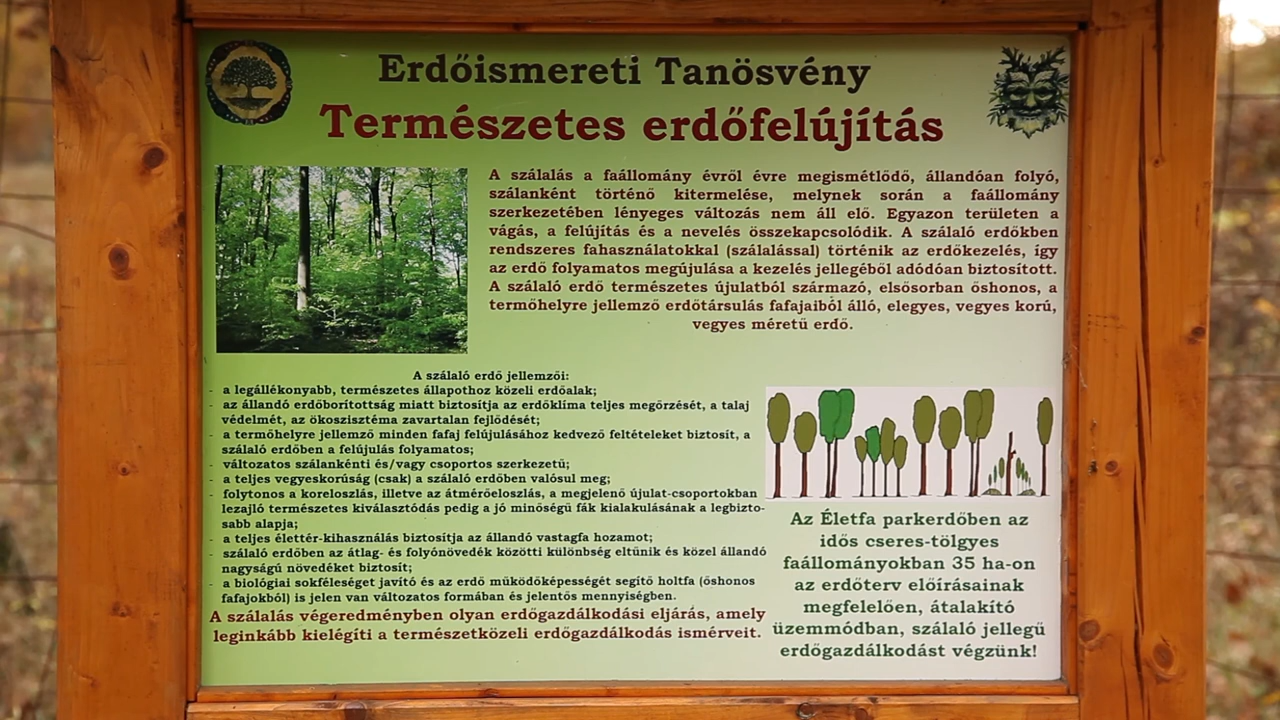 Erdőismereti Tanösvény
Természetes erdőfelújítás
A szálalás a faállomány évről évre megismétlődő, állandóan folyó,
szálanként történő kitermelése, melynek során a faállomány
szerkezetében lényeges változás nem áll elő. Egyazon területen a
vágás, a felújítás és a nevelés összekapcsolódik. A szálaló erdőkben
rendszeres fahasználatokkal (szálalással) történik az erdőkezelés, így
az erdő folyamatos megújulása a kezelés jellegéből adódóan biztosított.
A szálaló erdő természetes újulatból származó, elsősorban őshonos, a
termőhelyre jellemző erdőtársulás fafajaiból álló, elegyes, vegyes korú,
vegyes méretű erdő.
A szálaló erdő jellemzői:
- a legállékonyabb, természetes állapothoz közeli erdőalak;
- az állandó erdőborítottság miatt biztosítja az erdőklíma teljes megőrzését, a talaj
védelmét, az ökoszisztéma zavartalan fejlődését;
- a termőhelyre jellemző minden fafaj felújulásához kedvező feltételeket biztosít, a
szálaló erdőben a felújulás folyamatos;
- változatos szálankénti és/vagy csoportos szerkezetű;
- a teljes vegyeskorúság (csak) a szálaló erdőben valósul meg;
- folytonos a koreloszlás, illetve az átmérőeloszlás, a megjelenő újulat-csoportokban
lezajló természetes kiválasztódás pedig a jó minőségű fák kialakulásának a legbizto-
sabb alapja;
- a teljes élettér-kihasználás biztosítja az állandó vastagfa hozamot;
- szálaló erdőben az átlag- és folyónövedék közötti különbség eltűnik és közel állandó
nagyságú növedéket biztosít;
- a biológiai sokféleséget javító és az erdő működőképességét segítő holtfa (őshonos
fafajokból) is jelen van változatos formában és jelentős mennyiségben.
A szálalás végeredményben olyan erdőgazdálkodási eljárás, amely
leginkább kielégíti a természetközeli erdőgazdálkodás ismérveit.
Az Életfa parkerdőben az
idős cseres-tölgyes
faállományokban 35 ha-on
az erdőterv előírásainak
megfelelően, átalakító
üzemmódban, szálaló jellegű
erdőgazdálkodást végzünk!